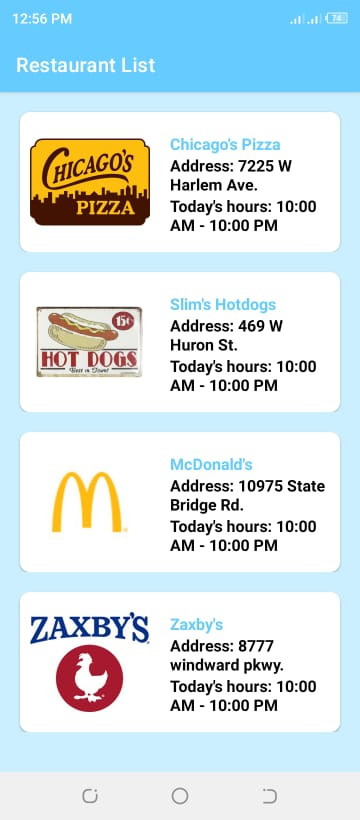 12:56 PM
74
Restaurant List
CHICAGO'S
PIZZA
Chicago's Pizza
Address: 7225 W
Harlem Ave.
Today's hours: 10:00
AM - 10:00 PM
15¢
HOT DOGS
Best in Town!
Slim's Hotdogs
Address: 469 W
Huron St.
Today's hours: 10:00
AM - 10:00 PM
McDonald's
Address: 10975 State
Bridge Rd.
Today's hours: 10:00
AM - 10:00 PM
ZAXBY'S
Zaxby's
Address: 8777
windward pkwy.
Today's hours: 10:00
AM - 10:00 PM